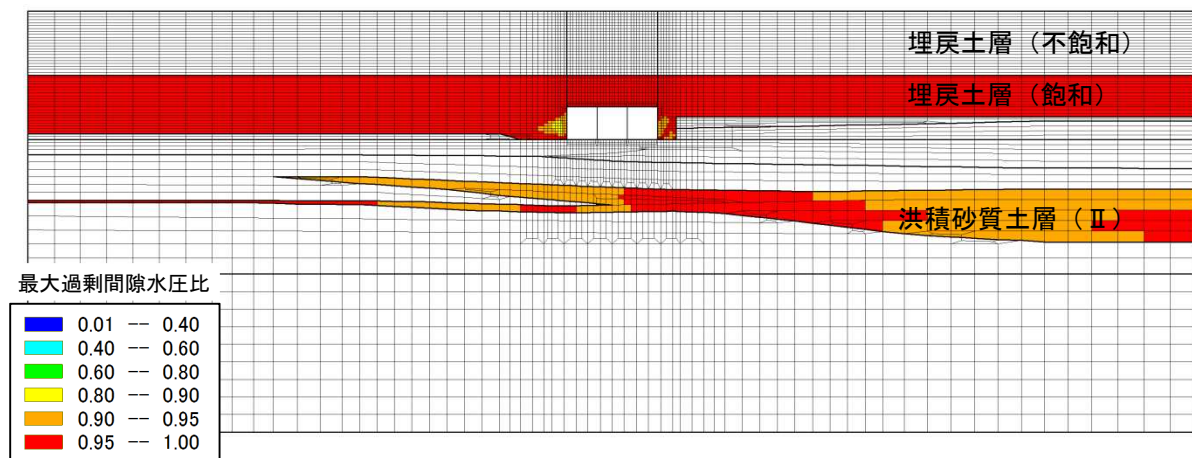 埋戻土層（不飽和）
埋戻土層（飽和）
洪積砂質土層（Ⅱ）
最大過剰間隙水圧比
0.01 -- 0.40
0.40 -- 0.60
0.60 -- 0.80
0.80 -- 0.90
0.90 -- 0.95
0.95 -- 1.00